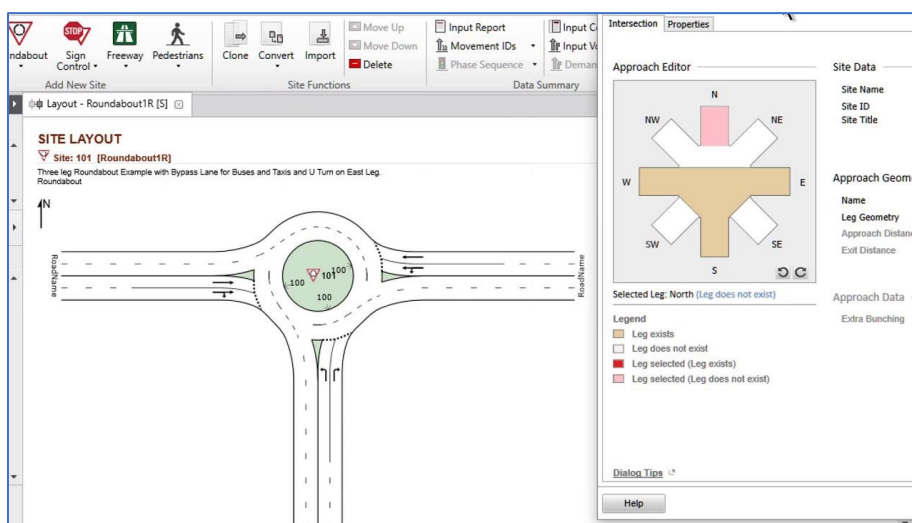 ndabout
Sign
Control
Freeway
Pedestrians
Add New Site
Clone
Convert
Import
Move Up
Move Down
Delete
Site Functions
Input Report
Movement IDs
Phase Sequence
Input C
Input Vo
Deman
Data Summary
STOP
Layout - Roundabout1R [S]
SITE LAYOUT
Site: 101 [Roundabout1R]
Three leg Roundabout Example with Bypass Lane for Buses and Taxis and U Turn on East Leg.
Roundabout
N
RoadName
100
101
100
100
RoadName
Intersection
Properties
Approach Editor
N
NW
NE
W
E
SW
SE
S
Selected Leg: North (Leg does not exist)
Legend
Leg exists
Leg does not exist
Leg selected (Leg exists)
Leg selected (Leg does not exist)
Dialog Tips
Help
Site Data
Site Name
Site ID
Site Title
Approach Geome
Name
Leg Geometry
Approach Distanc
Exit Distance
Approach Data
Extra Bunching